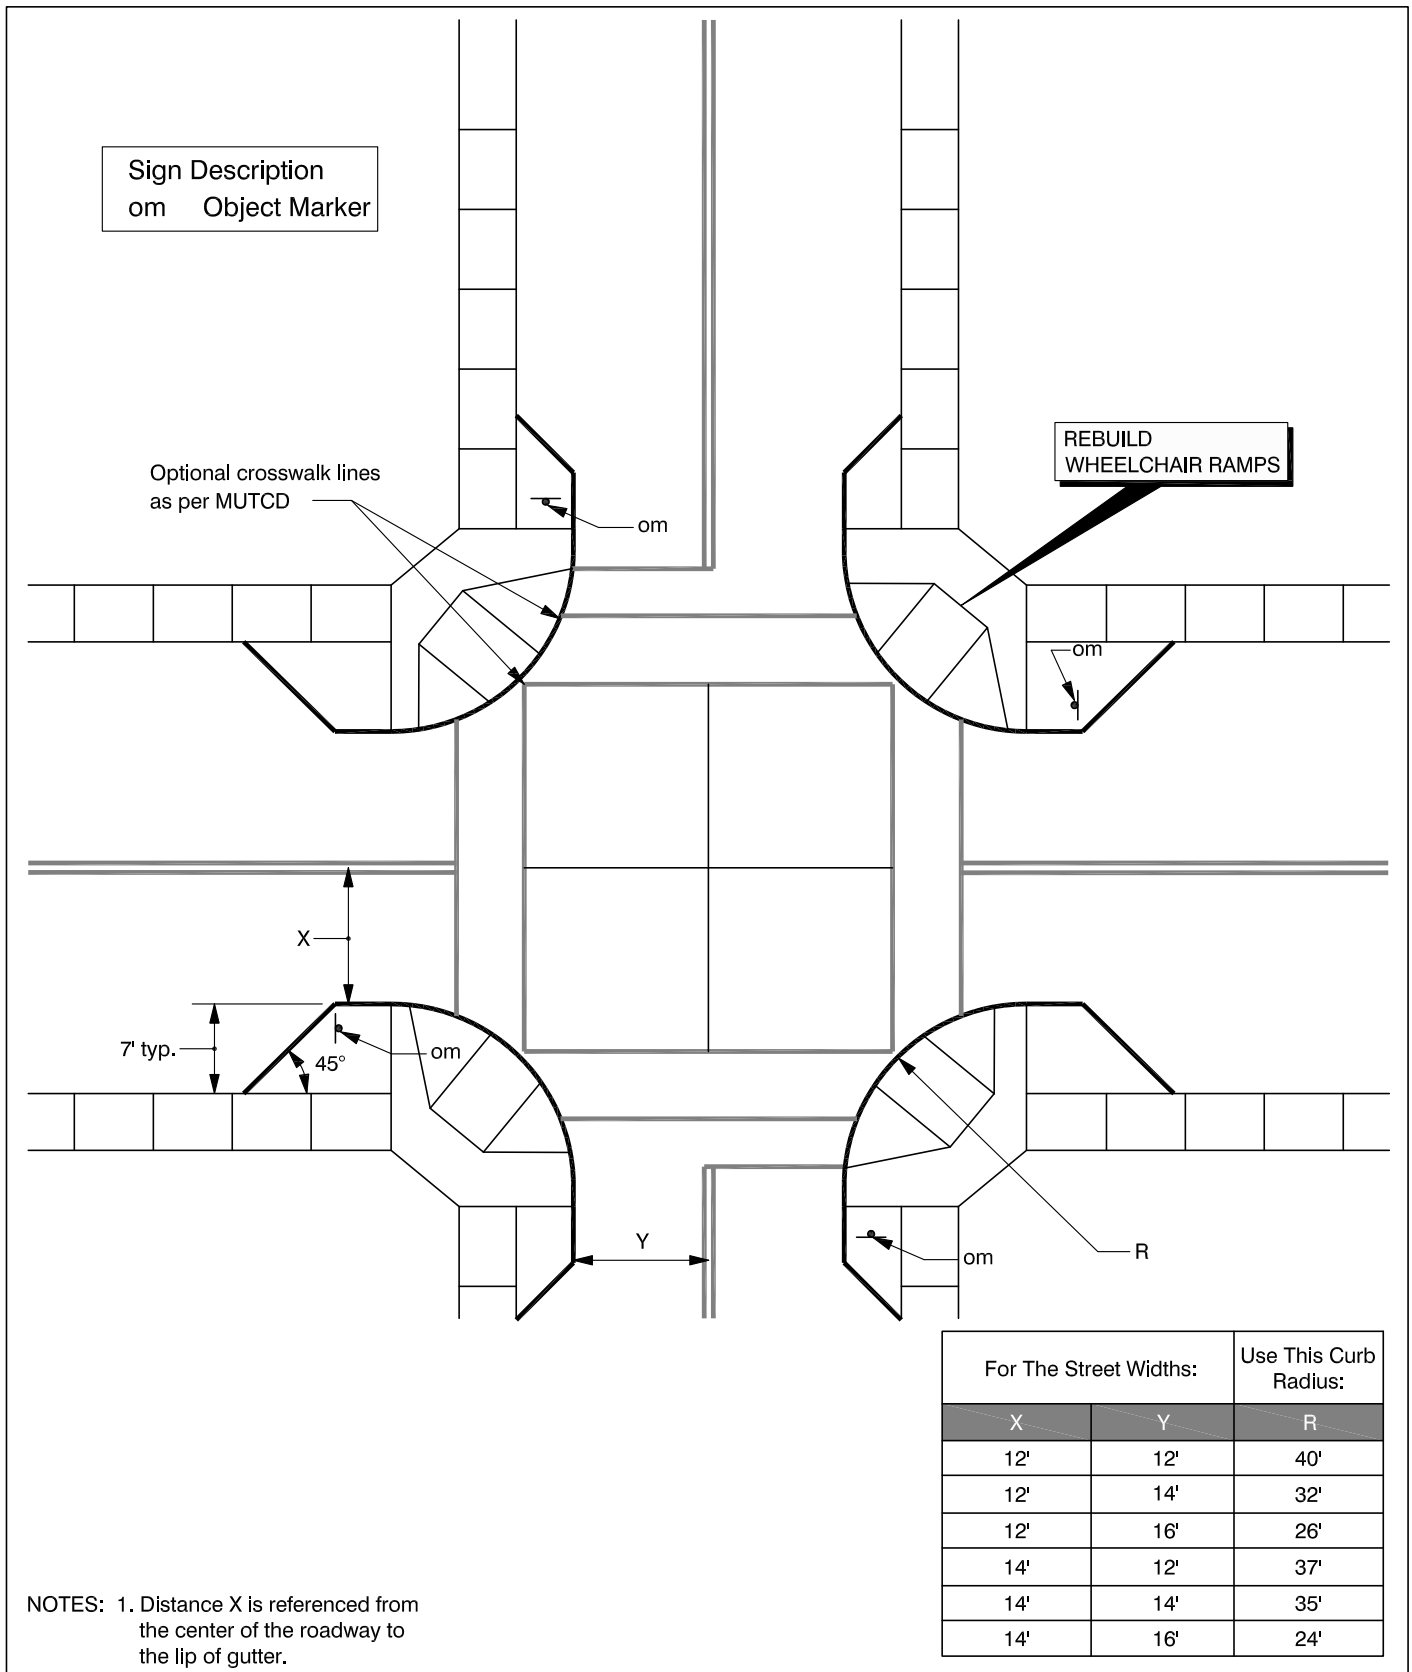 Sign Description
om Object Marker
REBUILD
WHEELCHAIR RAMPS
Optional crosswalk lines
as per MUTCD
om
om
X
7' typ.
45°
om
Y
om
R
For The Street Widths:
Use This Curb
Radius:
X Y R
12' 12' 40'
12' 14' 32'
12' 16' 26'
14' 12' 37'
14' 14' 35'
14' 16' 24'
NOTES: 1. Distance X is referenced from
the center of the roadway to
the lip of gutter.